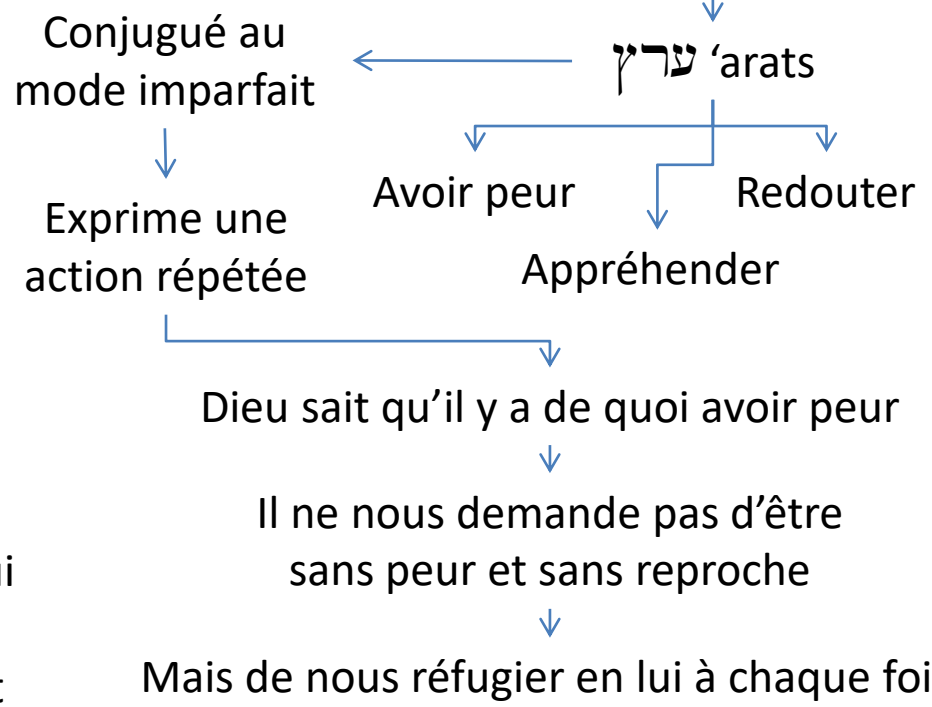 Conjugué au
mode imparfait
ערץ ‘arats
Avoir peur
Redouter
Appréhender
Exprime une
action répétée
Dieu sait qu’il y a de quoi avoir peur
Il ne nous demande pas d’être
sans peur et sans reproche
Mais de nous réfugier en lui à chaque foi